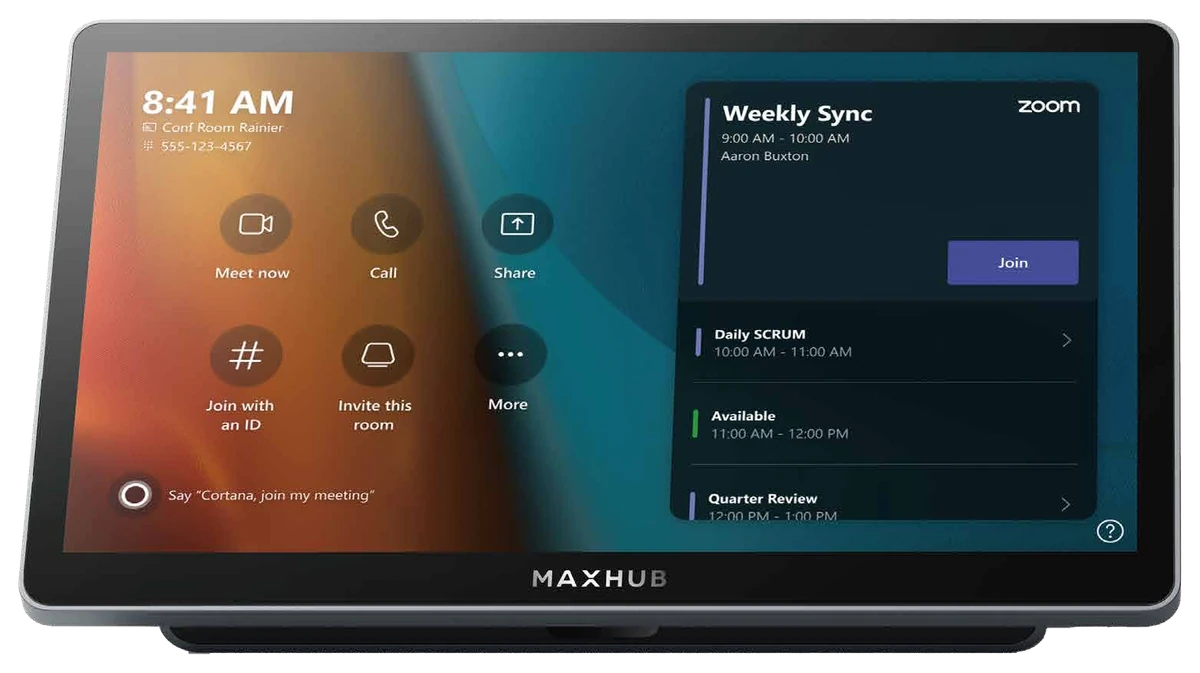 8:41 AM
Conf Room Rainier
555-123-4567
Meet now
Call
Share
Join with
an ID
Invite this
room
More
Say "Cortana, join my meeting"
Weekly Sync
zoom
9:00 AM - 10:00 AM
Aaron Buxton
Join
Daily SCRUM
10:00 AM - 11:00 AM
Available
11:00 AM - 12:00 PM
Quarter Review
12:00 PM - 1:00 PM
?
MAXHUB